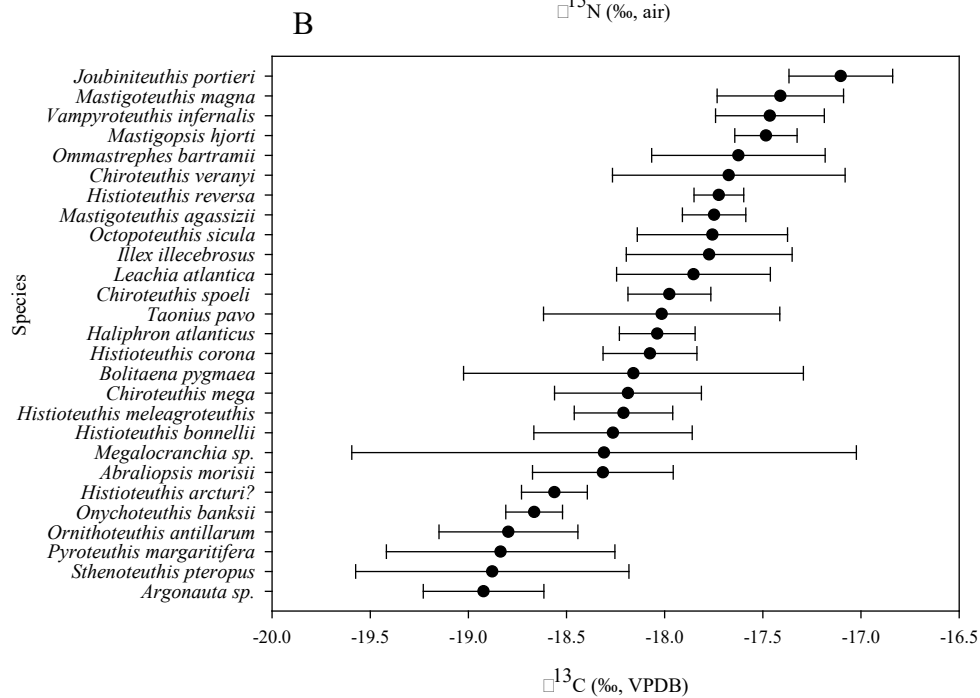 □15N (‰, air)
B
Joubiniteuthis portieri
Mastigoteuthis magna
Vampyroteuthis infernalis
Mastigopsis hjorti
Ommastrephes bartramii
Chiroteuthis veranyi
Histioteuthis reversa
Mastigoteuthis agassizii
Octopoteuthis sicula
Illex illecebrosus
Leachia atlantica
Chiroteuthis spoeli
Taonius pavo
Haliphron atlanticus
Histioteuthis corona
Bolitaena pygmaea
Chiroteuthis mega
Histioteuthis meleagroteuthis
Histioteuthis bonnellii
Megalocranchia sp.
Abraliopsis morisii
Histioteuthis arcturi?
Onychoteuthis banksii
Ornithoteuthis antillarum
Pyroteuthis margaritifera
Sthenoteuthis pteropus
Argonauta sp.
Species
-20.0 -19.5 -19.0 -18.5 -18.0 -17.5 -17.0 -16.5
□13C (‰, VPDB)